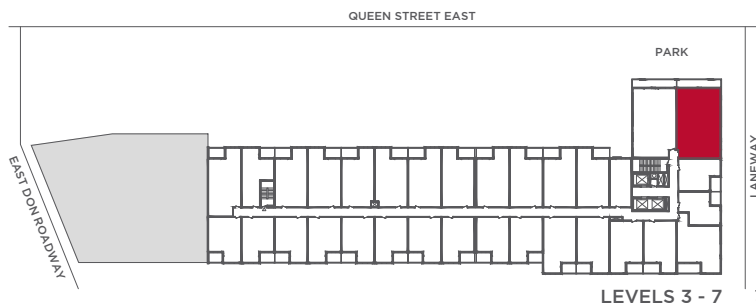 QUEEN STREET EAST
PARK
EAST DON ROADWAY
LANEWAY
LEVELS 3 - 7